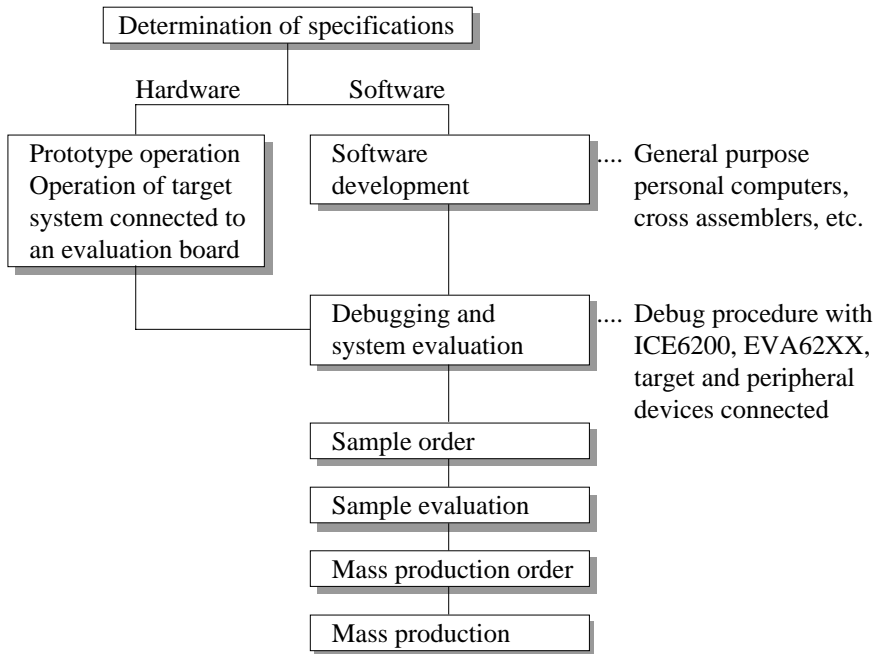 Determination of specifications
Hardware
Software
Prototype operation
Operation of target
system connected to
an evaluation board
Software
development
.... General purpose
personal computers,
cross assemblers, etc.
Debugging and
system evaluation
.... Debug procedure with
ICE6200, EVA62XX,
target and peripheral
devices connected
Sample order
Sample evaluation
Mass production order
Mass production